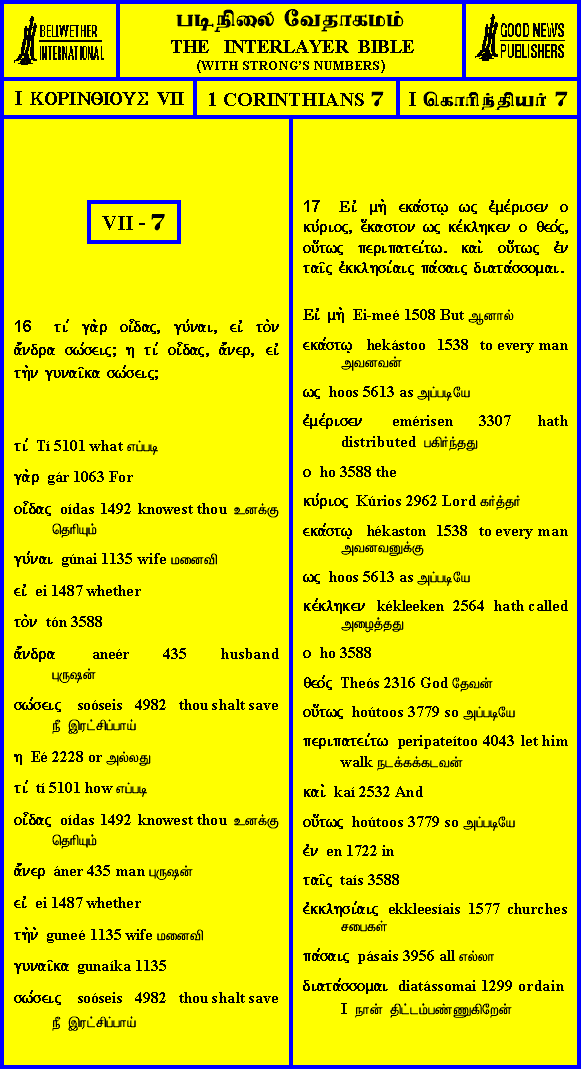 BELLWETHER
INTERNATIONAL
படிநிலை வேதாகமம்
THE INTERLAYER BIBLE
(WITH STRONG'S NUMBERS)
GOOD NEWS
PUBLISHERS
I ΚΟΡΙΝΘΙΟΥΣ VII
1 CORINTHIANS 7
I கொரிந்தியர் 7
VII - 7
16 τί γὰρ οἶδας, γύναι, εἰ τὸν
ἄνδρα σώσεις; η τί οἶδας, ἄνερ, εἰ
τὴν γυναῖκα σώσεις;
τί Tí 5101 what எப்படி
γὰρ gár 1063 For
οἶδας oídas 1492 knowest thou உனக்கு
தெரியும்
γύναι gúnai 1135 wife மனைவி
εἰ ei 1487 whether
τὸν tón 3588
ἄνδρα aneér 435 husband
புருஷன்
σώσεις soóseis 4982 thou shalt save
நீ இரட்சிப்பாய்
η Eé 2228 or அல்லது
τί tí 5101 how எப்படி
οἶδας oídas 1492 knowest thou உனக்கு
தெரியும்
ἄνερ áner 435 man புருஷன்
εἰ ei 1487 whether
τὴν guneé 1135 wife மனைவி
γυναῖκα gunaíka 1135
σώσεις soóseis 4982 thou shalt save
நீ இரட்சிப்பாய்
17 Εἰ μὴ εκάστῳ ως ἐμέρισεν ο
κύριος, ἕκαστον ως κέκληκεν ο θεός,
οὕτως περιπατείτω. καὶ οὕτως ἐν
ταῖς ἐκκλησίαις πάσαις διατάσσομαι.
Εἰ μὴ Ei-meé 1508 But ஆனால்
εκάστῳ hekástoo 1538 to every man
அவனவன்
ως hoos 5613 as அப்படியே
ἐμέρισεν emérisen 3307 hath
distributed பகிர்ந்தது
ο ho 3588 the
κύριος Kúrios 2962 Lord கர்த்தர்
εκάστῳ hékaston 1538 to every man
அவனவனுக்கு
ως hoos 5613 as அப்படியே
κέκληκεν kékleeken 2564 hath called
அழைத்தது
ο ho 3588
θεός Theós 2316 God தேவன்
οὕτως hoútoos 3779 so அப்படியே
περιπατείτω peripateítoo 4043 let him
walk நடக்கக்கடவன்
καὶ kaí 2532 And
οὕτως hoútoos 3779 so அப்படியே
ἐν en 1722 in
ταῖς taís 3588
ἐκκλησίαις ekkleesíais 1577 churches
சபைகள்
πάσαις pásais 3956 all எல்லா
διατάσσομαι diatássomai 1299 ordain
I நான் திட்டம்பண்ணுகிறேன்